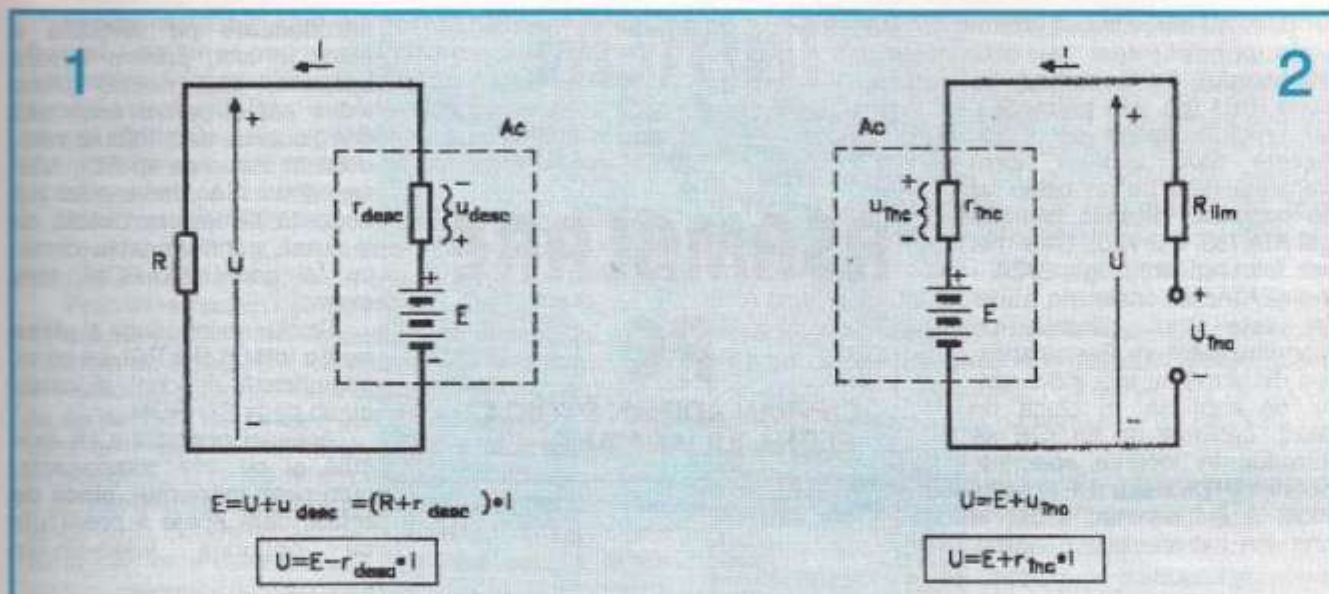 1
2
I
Ac
r_desc
u_desc
-
+
R
+
U
-
+
E
E=U+u_desc=(R+r_desc)•I
U=E-r_desc•I
I
Ac
+
u_înc
-
r_înc
+
E
+
U
-
R_lim
+
U_înc
-
U=E+u_înc
U=E+r_înc•I